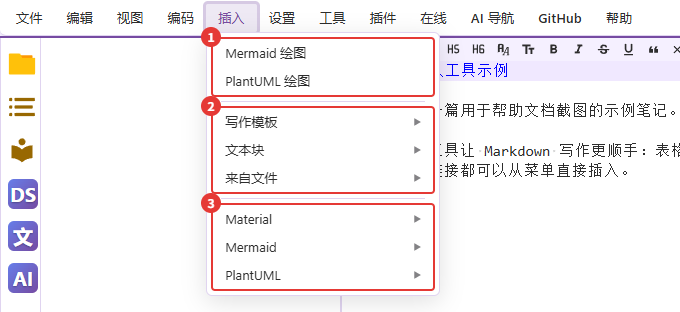 文件 编辑 视图 编码 插入 设置 工具 插件 在线 AI 导航 GitHub 帮助
1
Mermaid 绘图
PlantUML 绘图
2
写作模板
文本块
来自文件
3
Material
Mermaid
PlantUML
DS
文
AI
H5 H6 B I S U
工具示例
篇用于帮助文档截图的示例笔记。
工具让 Markdown 写作更顺手：表格
接都可以从菜单直接插入。